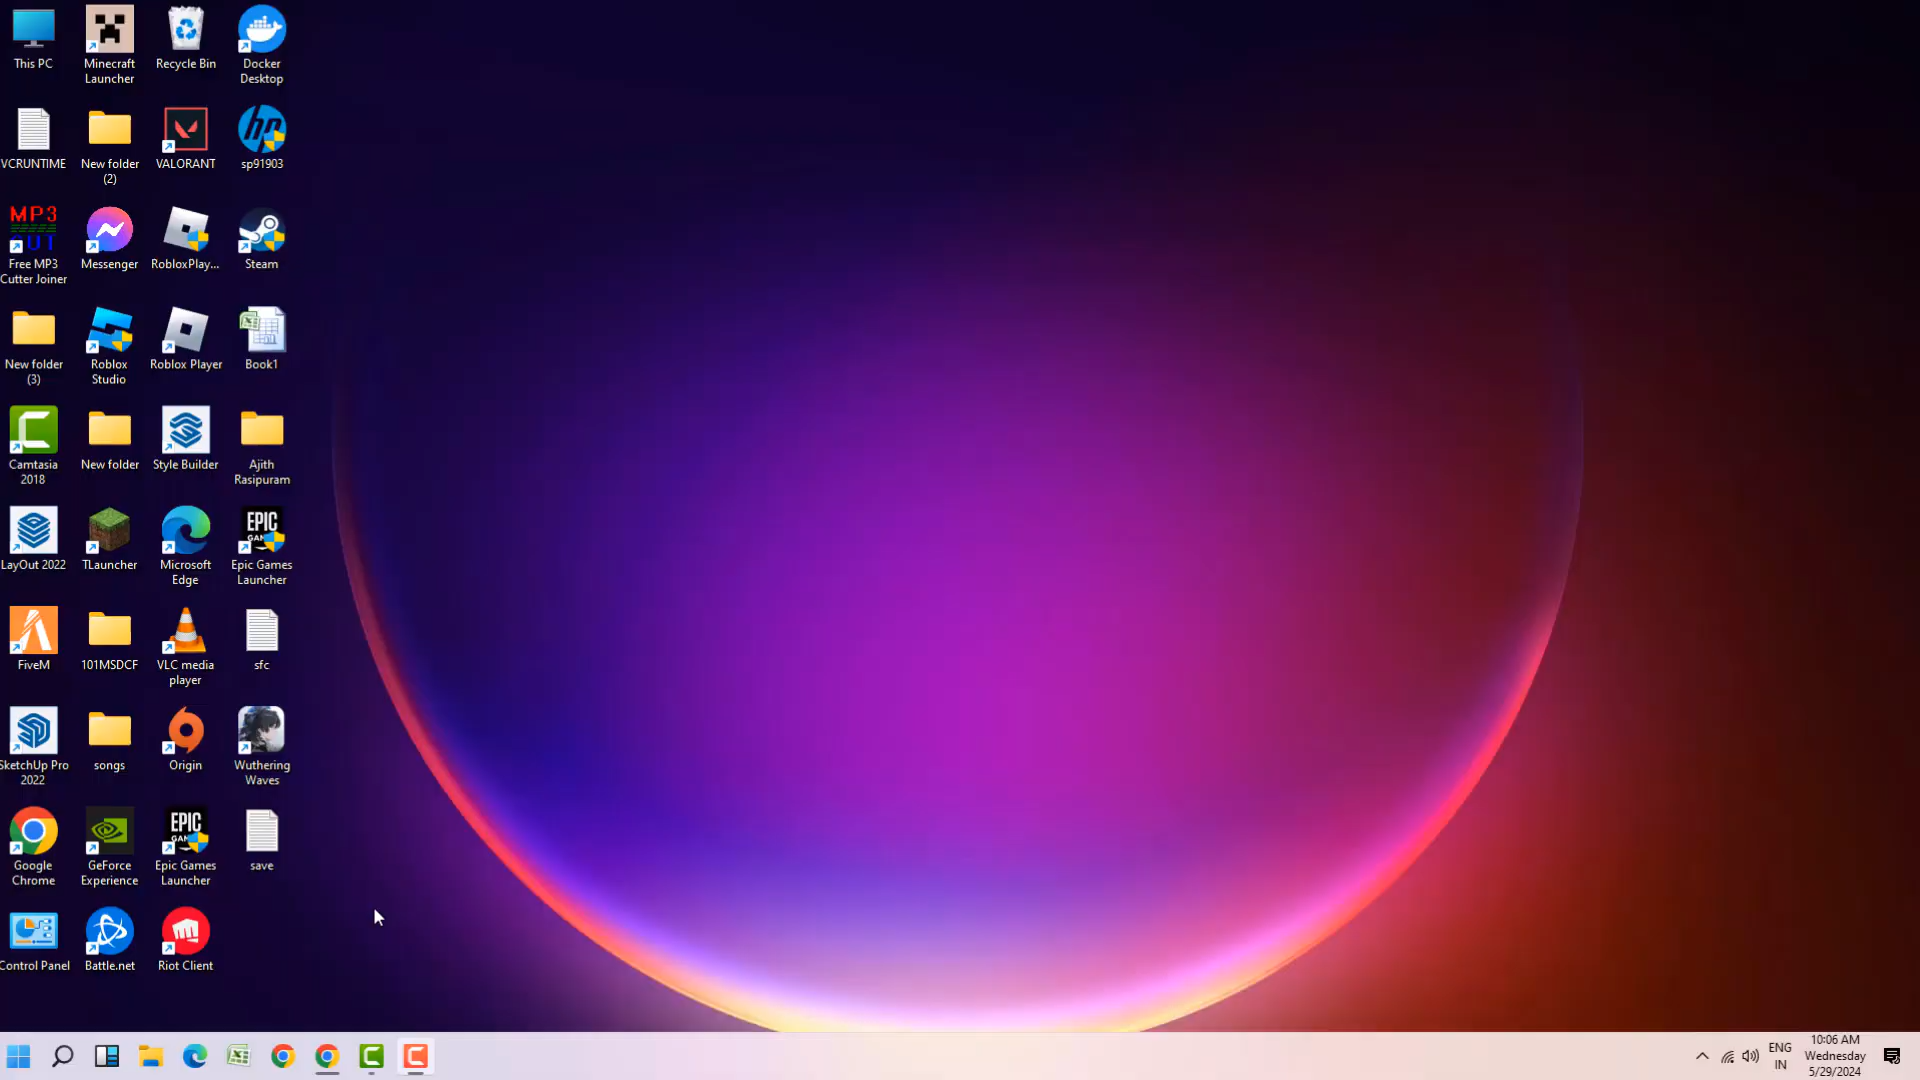 This PC
Minecraft
Launcher
Recycle Bin
Docker
Desktop
VCRUNTIME
New folder
(2)
VALORANT
hp
sp91903
MP3
CUT
Free MP3
Cutter Joiner
Messenger
RobloxPlay...
Steam
New folder
(3)
Roblox
Studio
Roblox Player
Book1
Camtasia
2018
New folder
Style Builder
Ajith
Rasipuram
LayOut 2022
TLauncher
Microsoft
Edge
EPIC
GAMES
Epic Games
Launcher
FiveM
101MSDCF
VLC media
player
sfc
SketchUp Pro
2022
songs
Origin
Wuthering
Waves
Google
Chrome
GeForce
Experience
EPIC
GAMES
Epic Games
Launcher
save
Control Panel
Battle.net
Riot Client
ENG
IN
10:06 AM
Wednesday
5/29/2024